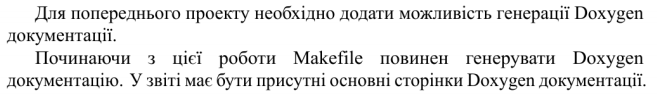 Для попереднього проекту необхідно додати можливість генерації Doxygen
документації.
Починаючи з цієї роботи Makefile повинен генерувати Doxygen
документацію. У звіті має бути присутні основні сторінки Doxygen документації.